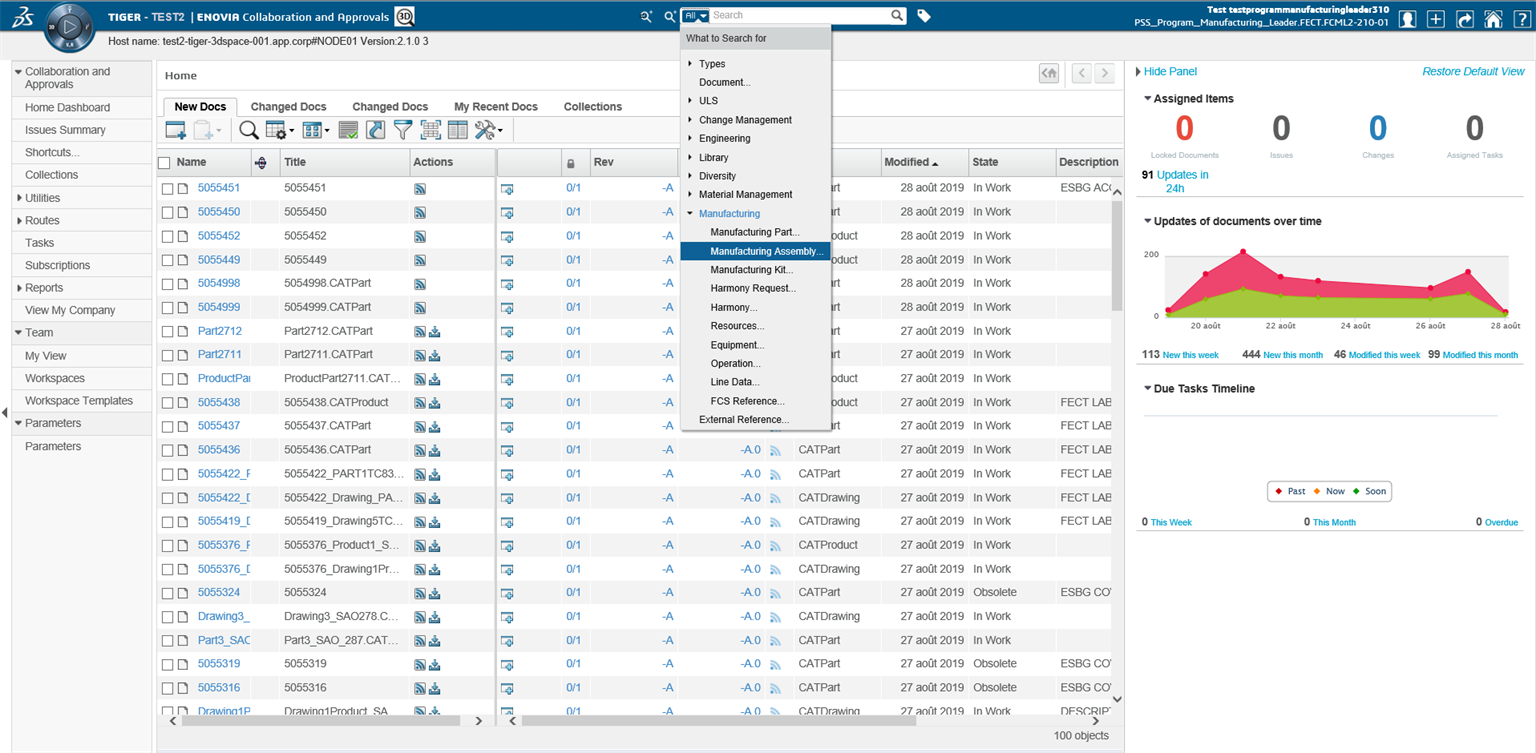 TIGER - TEST2 | ENOVIA Collaboration and Approvals 3D
All Search
Test testprogrammanufacturingleader310
PSS_Program_Manufacturing_Leader.FECT.FCML2-210-01
Host name: test2-tiger-3dspace-001.app.corp#NODE01 Version:2.1.0 3
Collaboration and
Approvals
Home Dashboard
Issues Summary
Shortcuts...
Collections
Utilities
Routes
Tasks
Subscriptions
Reports
View My Company
Team
My View
Workspaces
Workspace Templates
Parameters
Parameters
Home
New Docs Changed Docs Changed Docs My Recent Docs Collections
What to Search for
Types
Document...
ULS
Change Management
Engineering
Library
Diversity
Material Management
Manufacturing
Manufacturing Part...
Manufacturing Assembly...
Manufacturing Kit...
Harmony Request...
Harmony...
Resources...
Equipment...
Operation...
Line Data...
FCS Reference...
External Reference...
Name Title Actions Rev Modified State Description
5055451 5055451 0/1 -A art 28 août 2019 In Work ESBG ACC
5055450 5055450 0/1 -A art 28 août 2019 In Work
5055452 5055452 0/1 -A oduct 28 août 2019 In Work
5055449 5055449 0/1 -A oduct 28 août 2019 In Work
5054998 5054998.CATPart 0/1 -A art 28 août 2019 In Work
5054999 5054999.CATPart 0/1 -A art 28 août 2019 In Work
Part2712 Part2712.CATPart 0/1 -A art 27 août 2019 In Work
Part2711 Part2711.CATPart 0/1 -A art 27 août 2019 In Work
ProductPar ProductPart2711.CAT... 0/1 -A oduct 27 août 2019 In Work
5055438 5055438.CATProduct 0/1 -A oduct 27 août 2019 In Work FECT LAB
5055437 5055437.CATPart 0/1 -A art 27 août 2019 In Work FECT LAB
5055436 5055436.CATPart 0/1 -A -A.0 CATPart 27 août 2019 In Work FECT LAB
5055422_F 5055422_PART1TC83... 0/1 -A -A.0 CATPart 27 août 2019 In Work FECT LAB
5055422_D 5055422_Drawing_PA... 0/1 -A -A.0 CATDrawing 27 août 2019 In Work FECT LAB
5055419_D 5055419_Drawing5TC... 0/1 -A -A.0 CATDrawing 27 août 2019 In Work FECT LAB
5055376_F 5055376_Product1_S... 0/1 -A -A.0 CATProduct 27 août 2019 In Work
5055376_D 5055376_Drawing1Pr... 0/1 -A -A.0 CATDrawing 27 août 2019 In Work
5055324 5055324 0/1 -A -A.0 CATPart 27 août 2019 Obsolete ESBG CO
Drawing3_ Drawing3_SAO278.C... 0/1 -A -A.0 CATDrawing 27 août 2019 In Work
Part3_SAC Part3_SAO_287.CAT... 0/1 -A -A.0 CATPart 27 août 2019 In Work
5055319 5055319 0/1 -A -A.0 CATPart 27 août 2019 Obsolete ESBG CO
5055316 5055316 0/1 -A -A.0 CATPart 27 août 2019 Obsolete ESBG CO
Drawing1P Drawing1Product_SA 0/1 -A -A.0 CATDrawing 27 août 2019 In Work DESCRIPT
100 objects
Hide Panel Restore Default View
Assigned Items
0 0 0 0
Locked Documents Issues Changes Assigned Tasks
91 Updates in
24h
Updates of documents over time
200
0
20 août 22 août 24 août 26 août 28 août
113 New this week 444 New this month 46 Modified this week 99 Modified this month
Due Tasks Timeline
Past Now Soon
0 This Week 0 This Month 0 Overdue